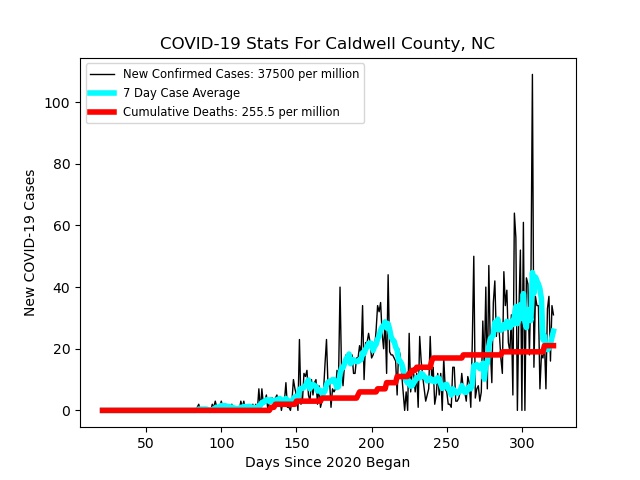 COVID-19 Stats For Caldwell County, NC
New Confirmed Cases: 37500 per million
7 Day Case Average
Cumulative Deaths: 255.5 per million
New COVID-19 Cases
100
80
60
40
20
0
50 100 150 200 250 300
Days Since 2020 Began